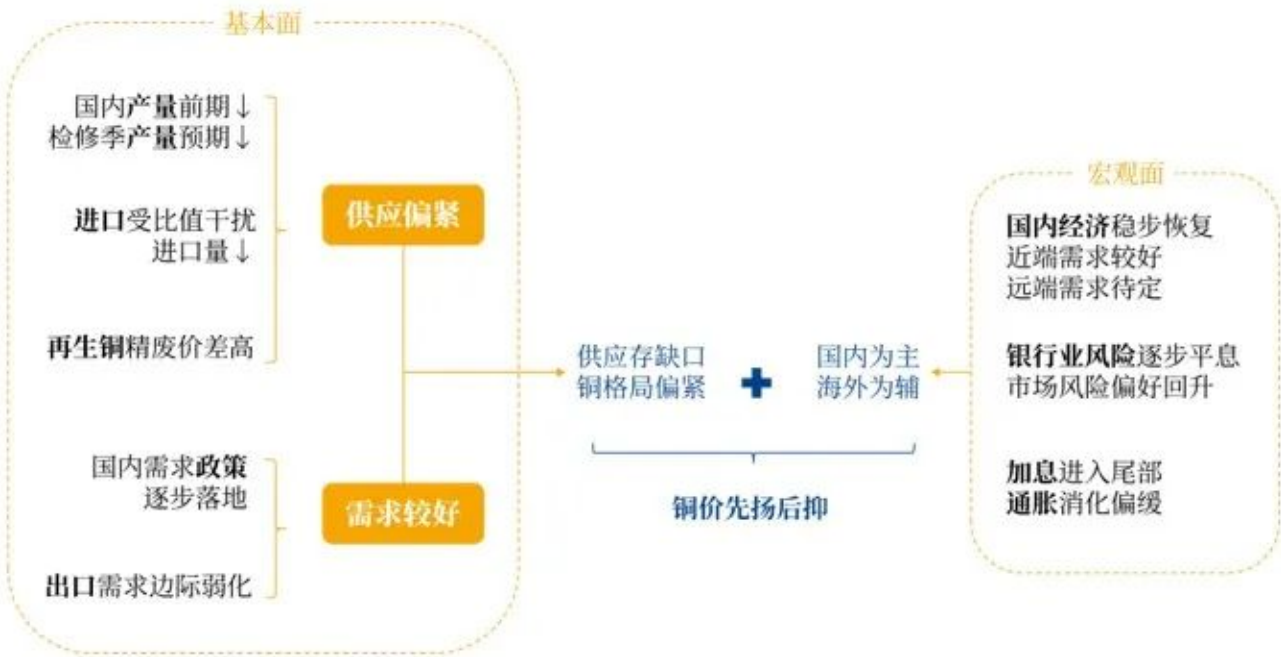 基本面
国内产量前期↓
检修季产量预期↓
进口受比值干扰
进口量↓
再生铜精废价差高
供应偏紧
国内需求政策
逐步落地
出口需求边际弱化
需求较好
供应存缺口
铜格局偏紧
国内为主
海外为辅
铜价先扬后抑
宏观面
国内经济稳步恢复
近端需求较好
远端需求待定
银行业风险逐步平息
市场风险偏好回升
加息进入尾部
通胀消化偏缓